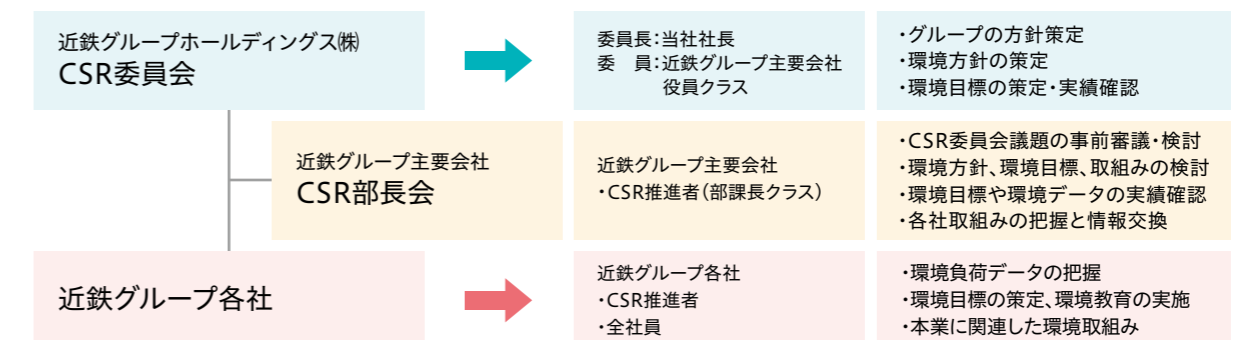 近鉄グループホールディングス㈱
CSR委員会
委員長：当社社長
委　員：近鉄グループ主要会社
役員クラス
・グループの方針策定
・環境方針の策定
・環境目標の策定・実績確認
近鉄グループ主要会社
CSR部長会
近鉄グループ主要会社
・CSR推進者（部課長クラス）
・CSR委員会議題の事前審議・検討
・環境方針、環境目標、取組みの検討
・環境目標や環境データの実績確認
・各社取組みの把握と情報交換
近鉄グループ各社
近鉄グループ各社
・CSR推進者
・全社員
・環境負荷データの把握
・環境目標の策定、環境教育の実施
・本業に関連した環境取組み